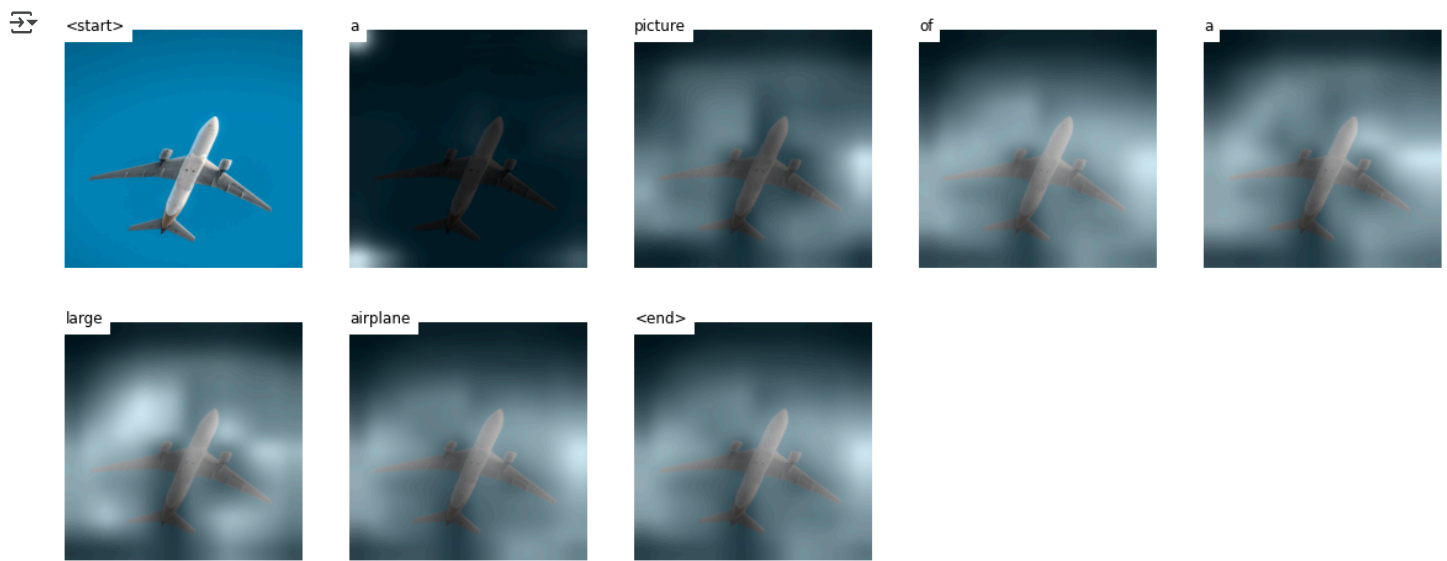 <start> a picture of a
large airplane <end>